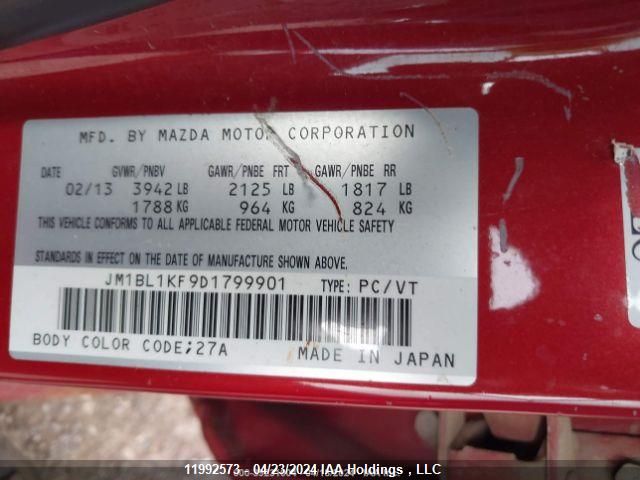 MFD. BY MAZDA MOTOR CORPORATION
DATE GVWR/PNBV GAWR/PNBE FRT GAWR/PNBE RR
02/13 3942 LB 2125 LB 1817 LB
1788 KG 964 KG 824 KG
THIS VEHICLE CONFORMS TO ALL APPLICABLE FEDERAL MOTOR VEHICLE SAFETY
STANDARDS IN EFFECT ON THE DATE OF MANUFACTURE SHOWN ABOVE.
JM1BL1KF9D1799901 TYPE: PC/VT
BODY COLOR CODE;27A MADE IN JAPAN
11992573 - 04/23/2024 IAA Holdings , LLC